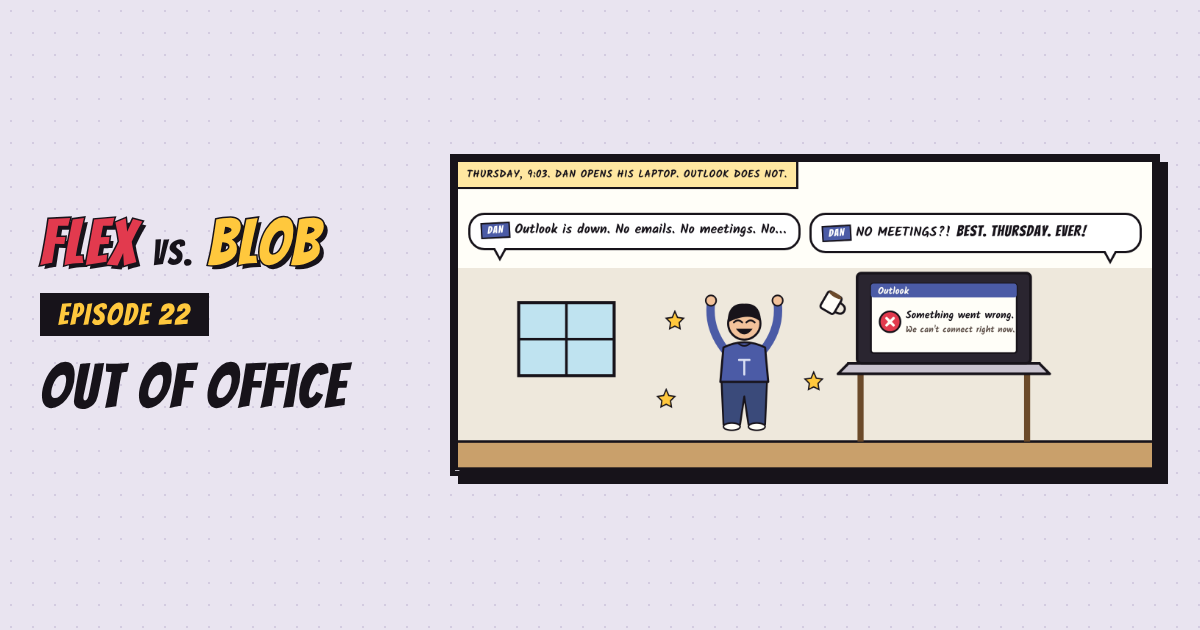 FLEX VS. BLOB
EPISODE 22
OUT OF OFFICE
THURSDAY, 9:03. DAN OPENS HIS LAPTOP. OUTLOOK DOES NOT.
DAN Outlook is down. No emails. No meetings. No...
DAN NO MEETINGS?! BEST. THURSDAY. EVER!
Outlook
Something went wrong.
We can't connect right now.
T